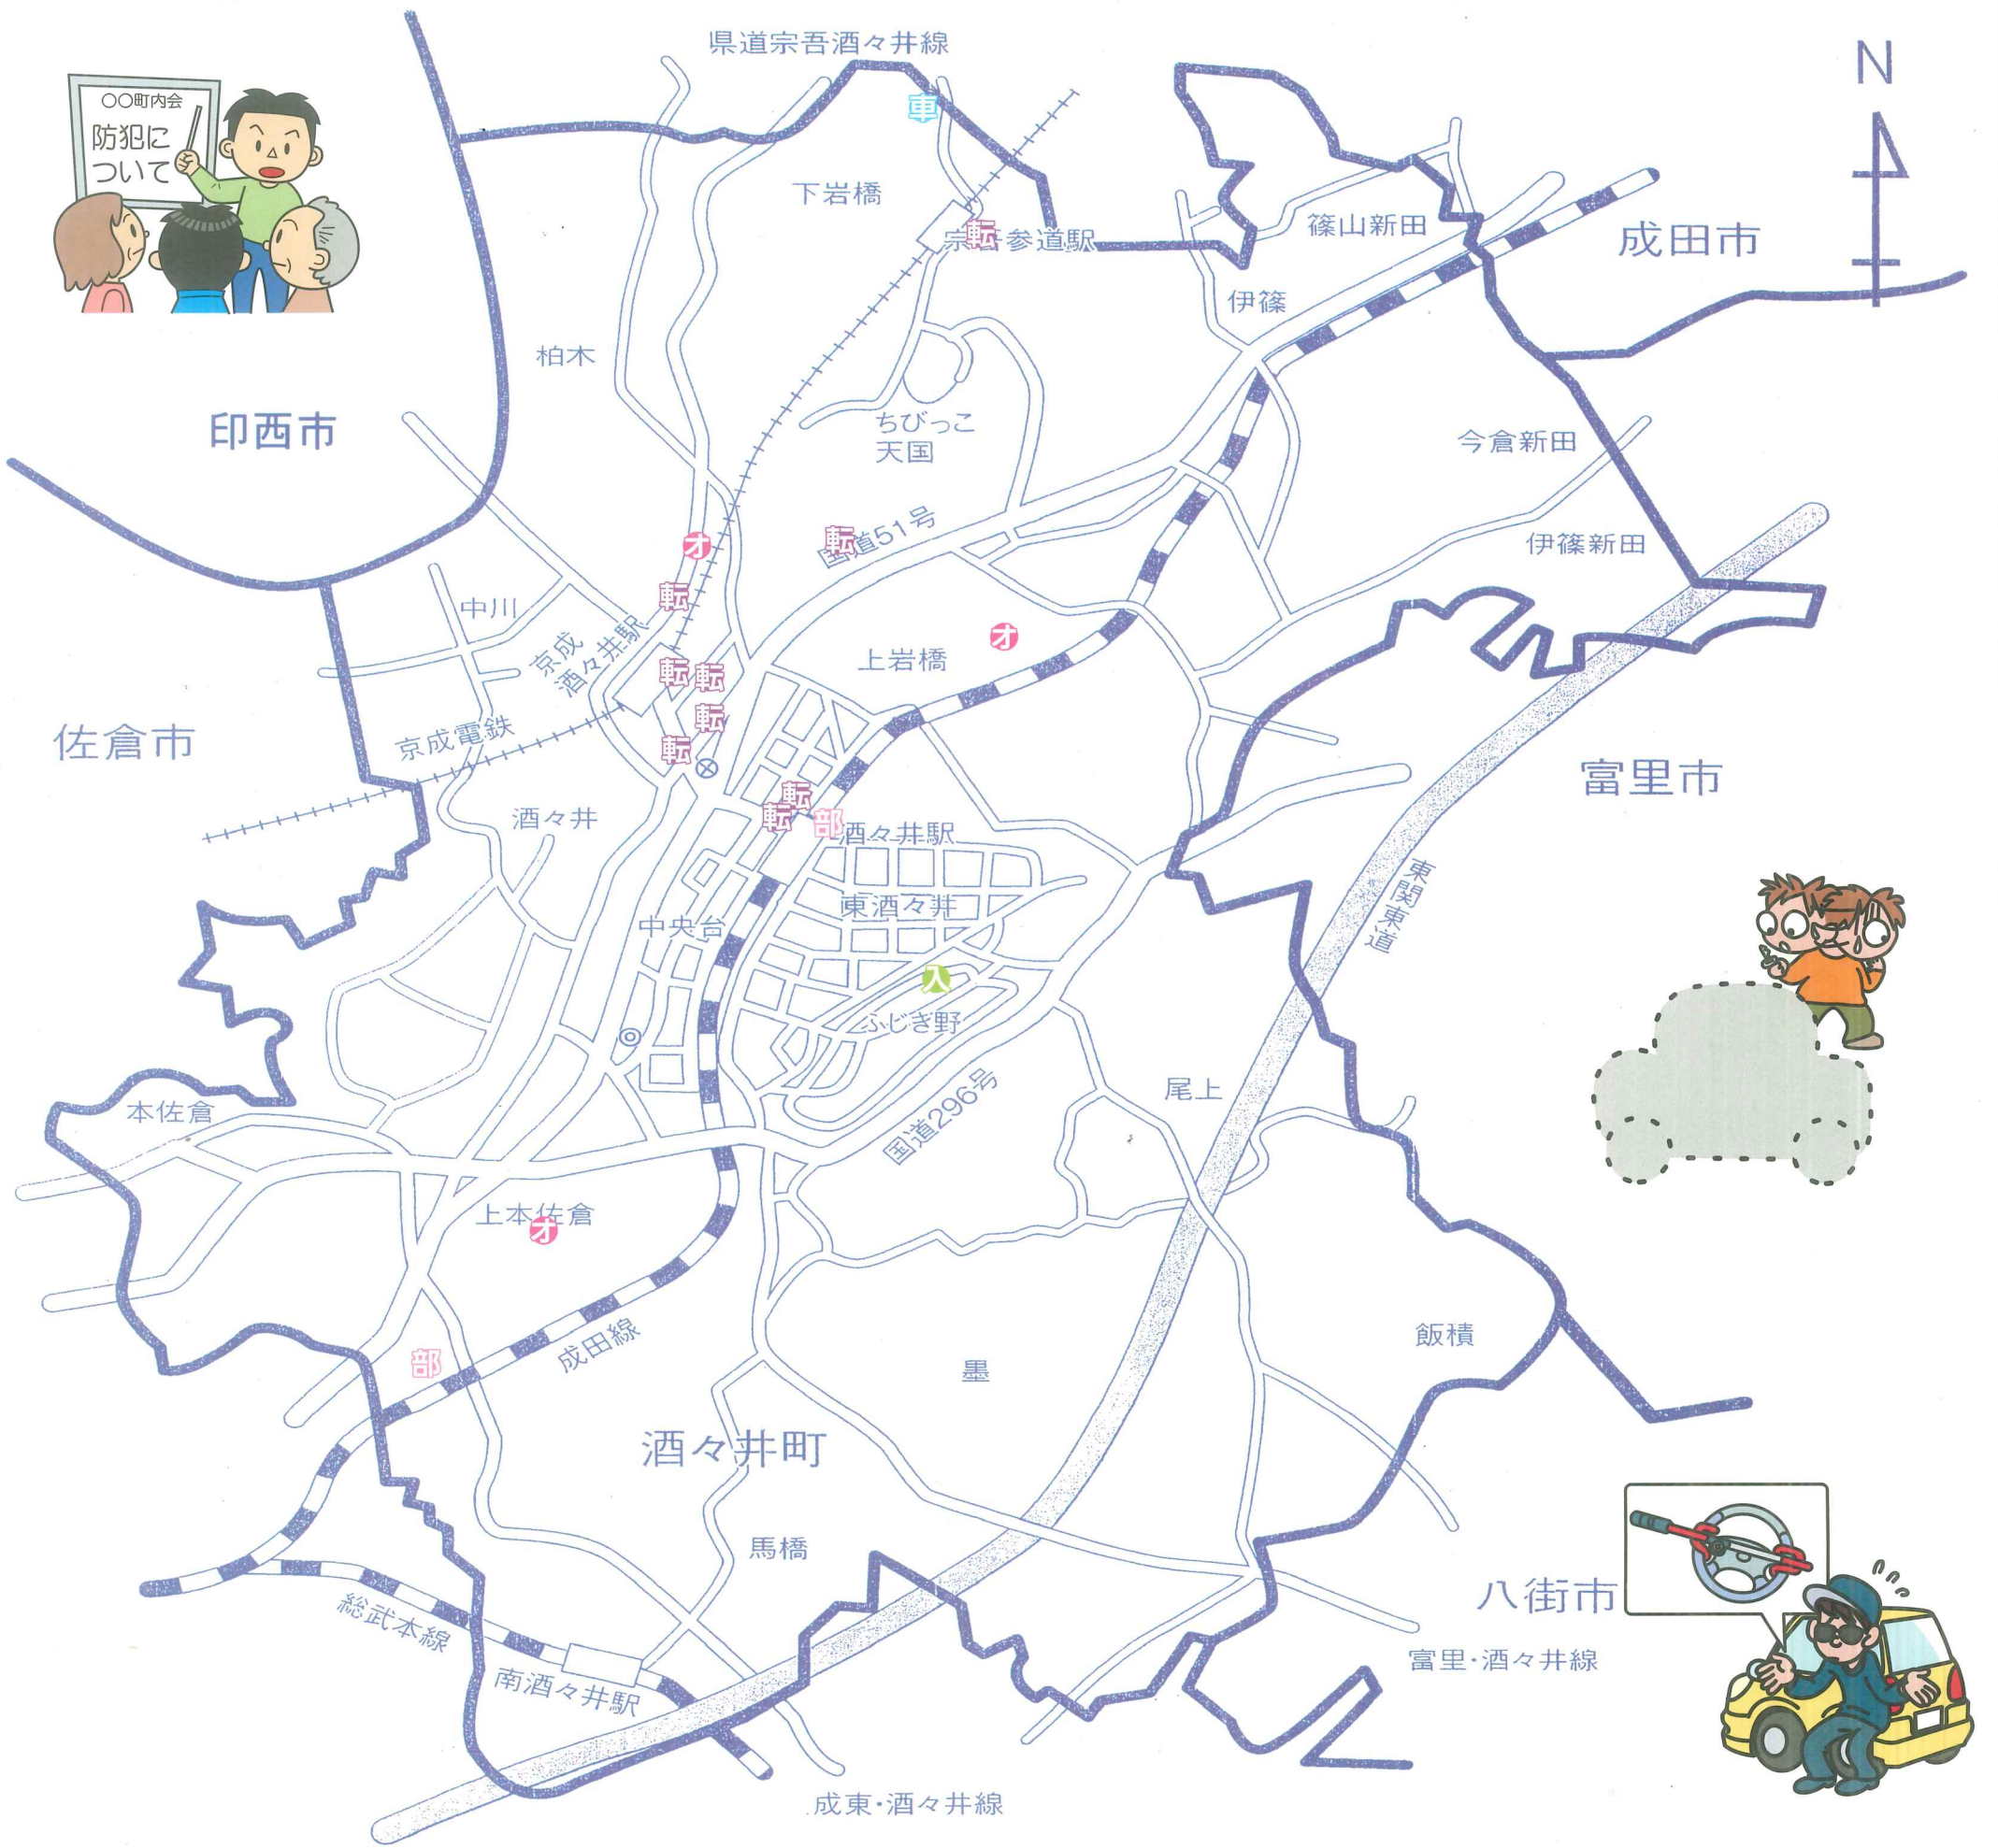 県道宗吾酒々井線
N
〇〇町内会
防犯に
ついて
車
下岩橋
転
宗吾参道駅
篠山新田
成田市
伊篠
柏木
印西市
ちびっこ
天国
今倉新田
国道51号
転
オ
伊篠新田
転
中川
京成
酒々井駅
オ
上岩橋
転
転
転
転
佐倉市
京成電鉄
富里市
転
転
部
酒々井
酒々井駅
東関東道
東酒々井
中央台
入
ふじき野
尾上
本佐倉
国道296号
上本佐倉
オ
飯積
成田線
部
墨
酒々井町
馬橋
八街市
総武本線
富里・酒々井線
南酒々井駅
成東・酒々井線